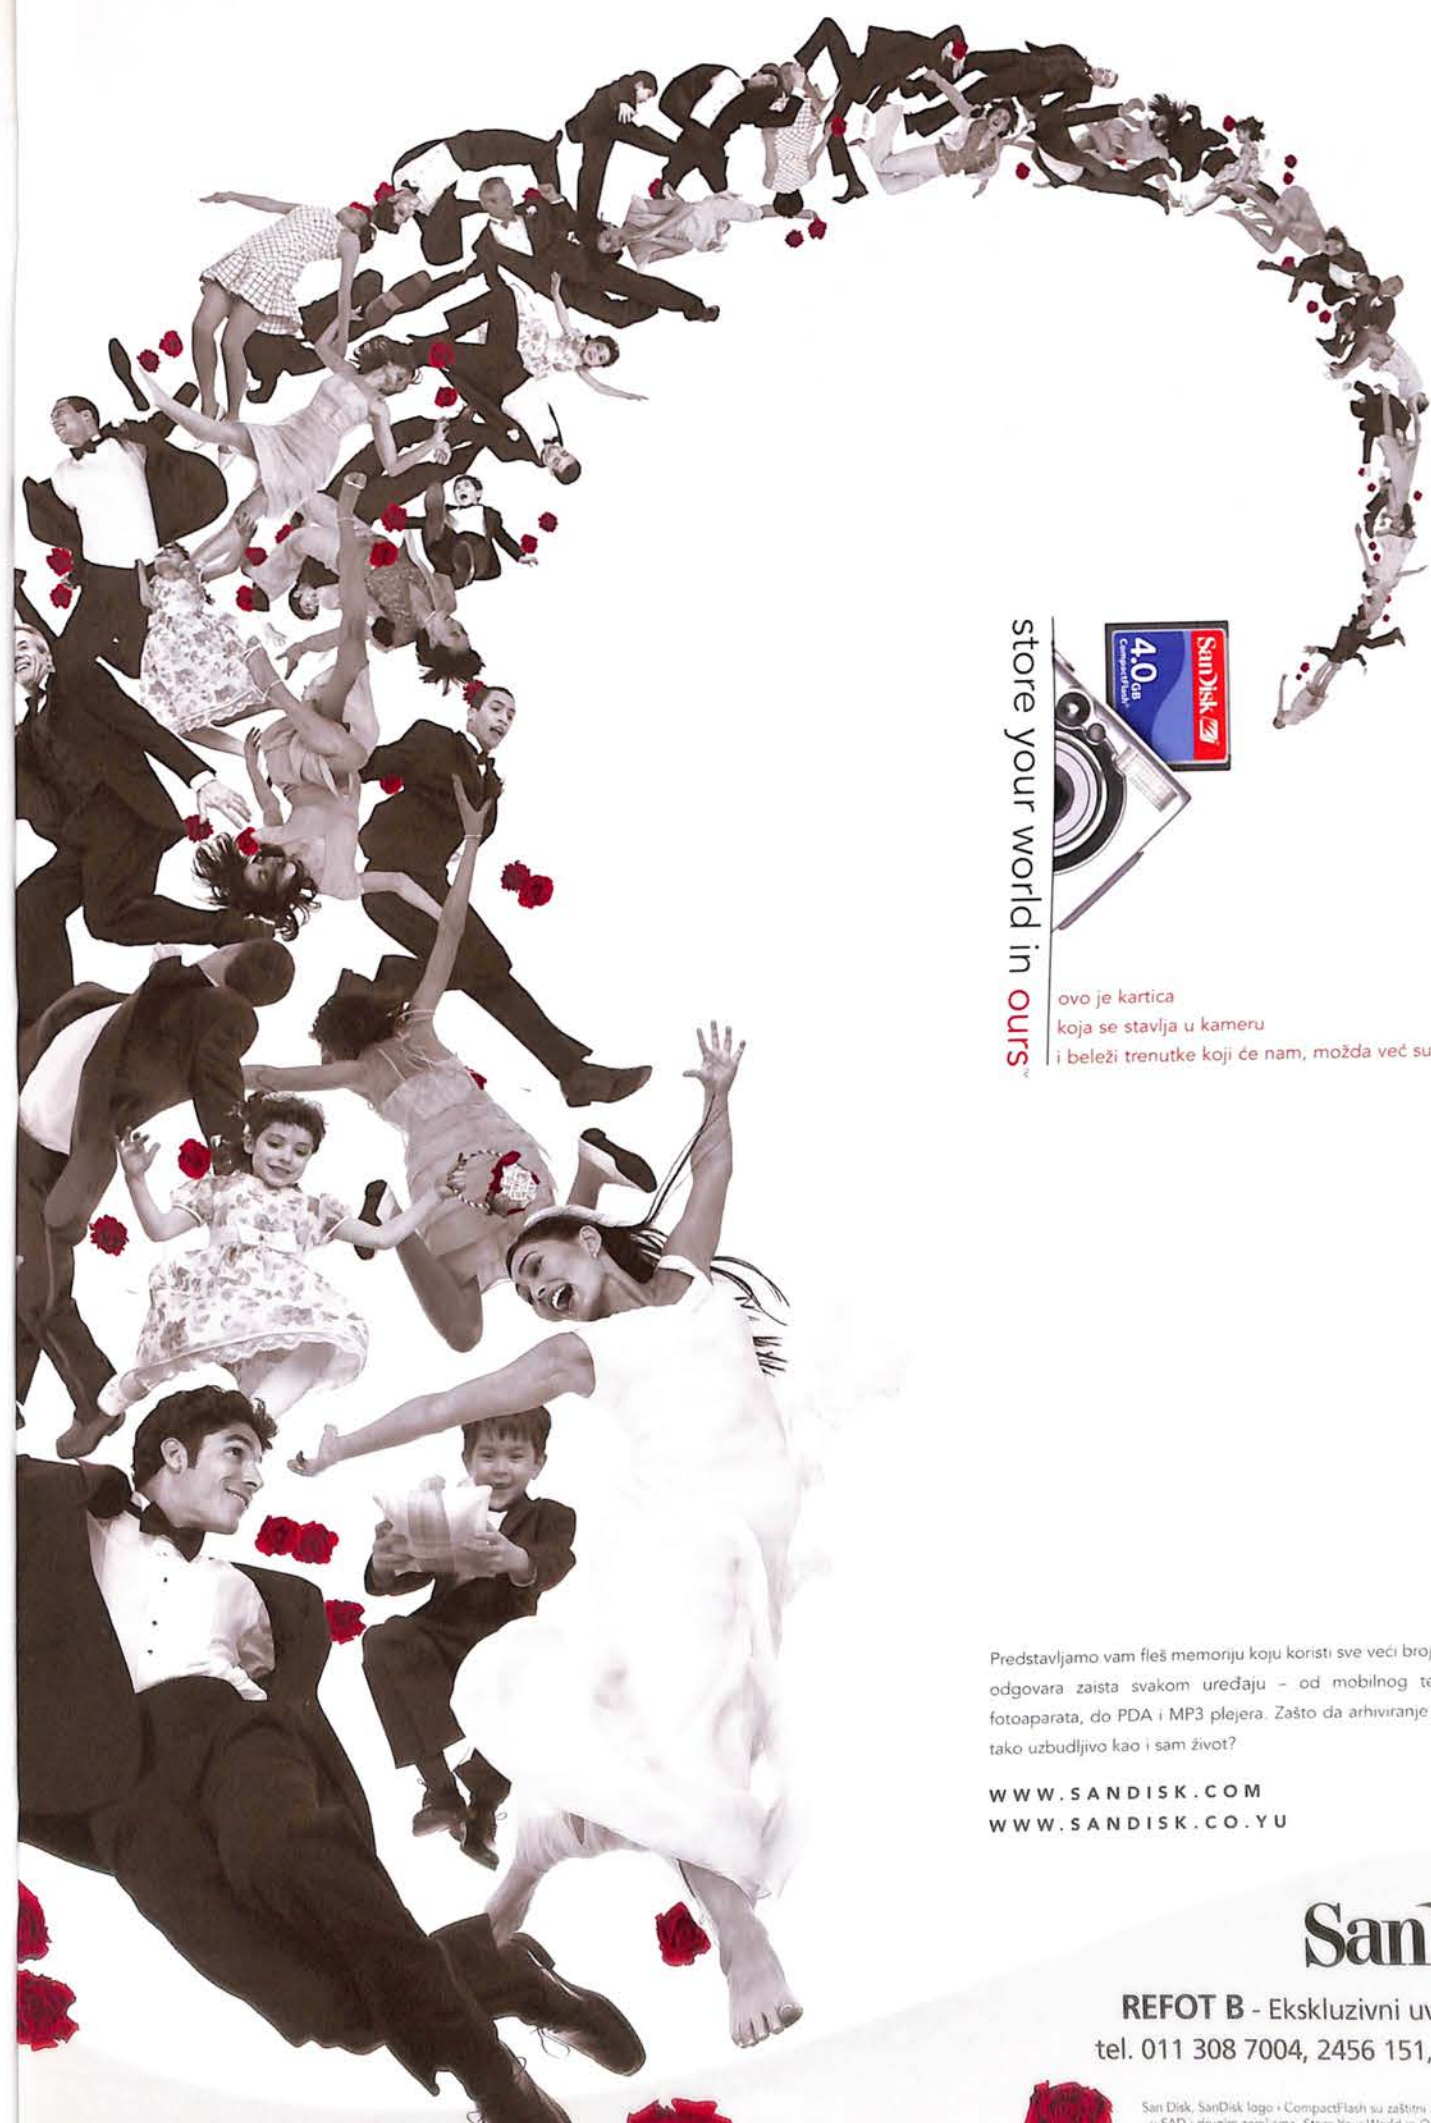 SanDisk
4.0GB
CompactFlash®
store your world in ours™
ovo je kartica
koja se stavlja u kameru
i beleži trenutke koji će nam, možda već su
Predstavljamo vam fleš memoriju koju koristi sve veći broj
odgovara zaista svakom uređaju – od mobilnog te
fotoaparata, do PDA i MP3 plejera. Zašto da arhiviranje
tako uzbudljivo kao i sam život?
WWW.SANDISK.COM
WWW.SANDISK.CO.YU
San
REFOT B - Ekskluzivni uv
tel. 011 308 7004, 2456 151,
San Disk, SanDisk logo i CompactFlash su zaštitni